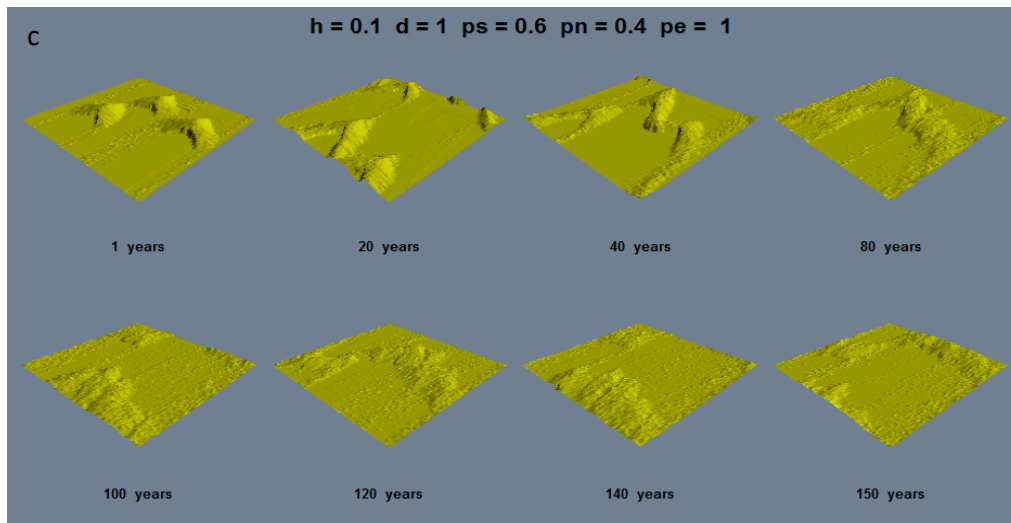 h = 0.1 d = 1 ps = 0.6 pn = 0.4 pe = 1
C
1 years
20 years
40 years
80 years
100 years
120 years
140 years
150 years